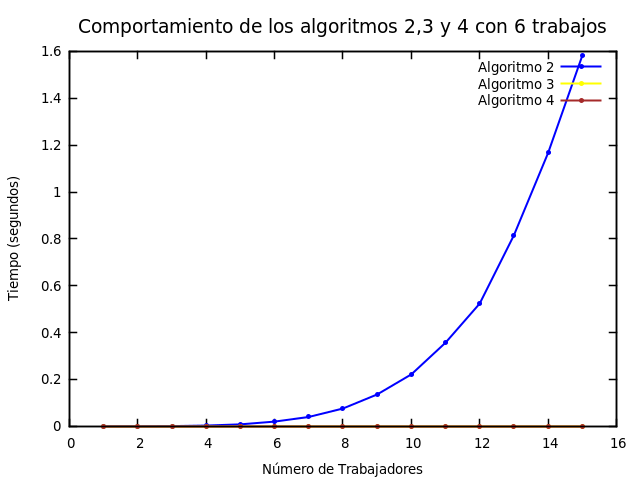 Comportamiento de los algoritmos 2,3 y 4 con 6 trabajos
1.6
1.4
1.2
1
0.8
0.6
0.4
0.2
0
Tiempo (segundos)
Algoritmo 2
Algoritmo 3
Algoritmo 4
0 2 4 6 8 10 12 14 16
Número de Trabajadores